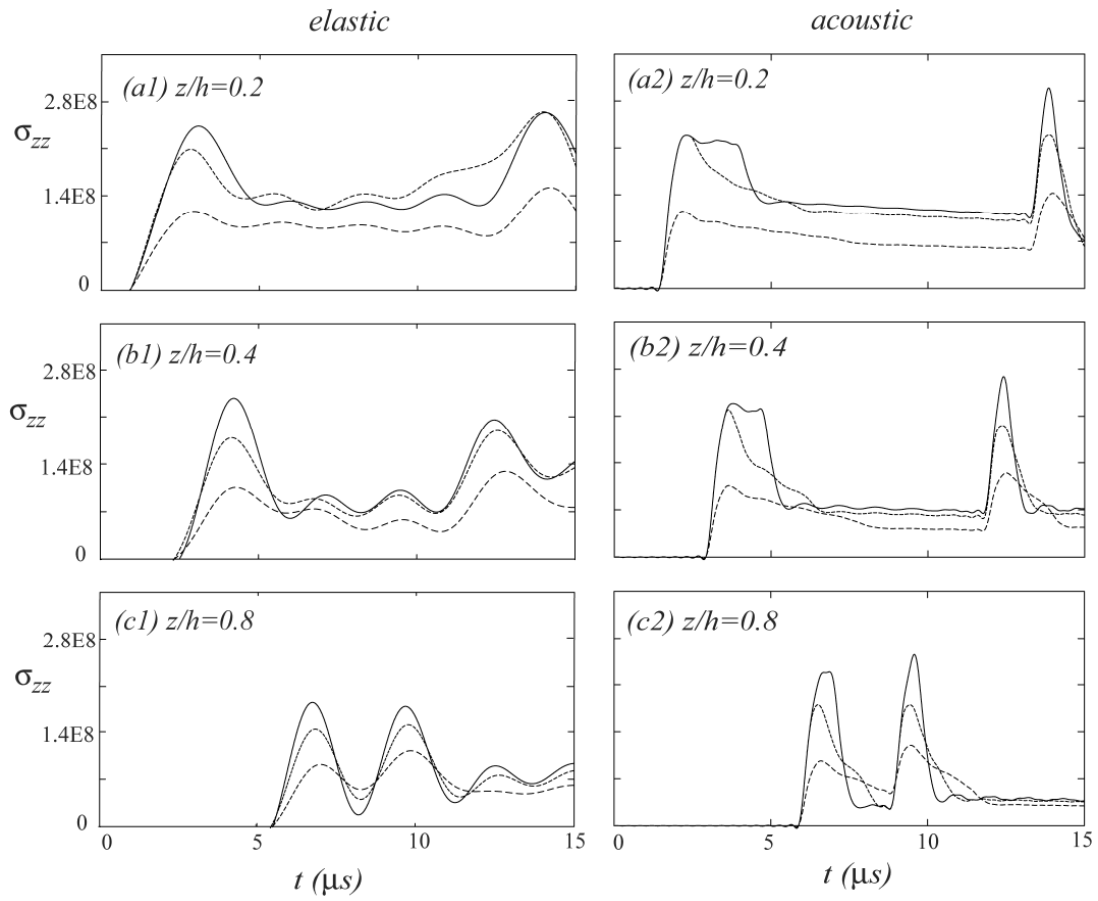 elastic acoustic
(a1) z/h=0.2 (a2) z/h=0.2
2.8E8
σzz
1.4E8
0
(b1) z/h=0.4 (b2) z/h=0.4
2.8E8
σzz
1.4E8
0
(c1) z/h=0.8 (c2) z/h=0.8
2.8E8
σzz
1.4E8
0
0 5 10 15 0 5 10 15
t (μs) t (μs)